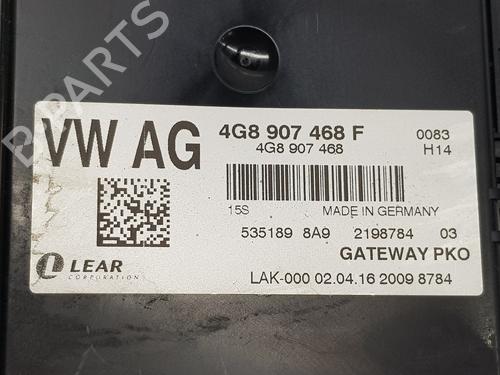 B-PARTS
VW AG
4G8 907 468 F
0083
4G8 907 468
H14
15S
MADE IN GERMANY
535189 8A9
2198784
03
GATEWAY PKO
LEAR
CORPORATION
LAK-000 02.04.16 2009 8784